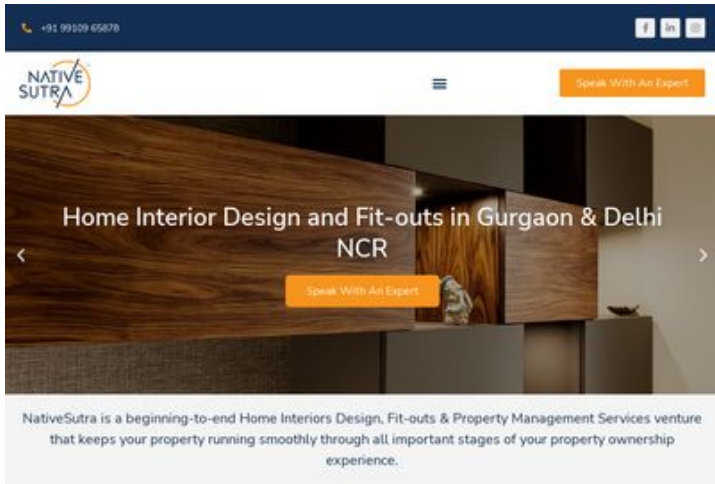 +91 99109 65878
NATIVE
SUTRA
Speak With An Expert
Home Interior Design and Fit-outs in Gurgaon & Delhi
NCR
Speak With An Expert
NativeSutra is a beginning-to-end Home Interiors Design, Fit-outs & Property Management Services venture
that keeps your property running smoothly through all important stages of your property ownership
experience.